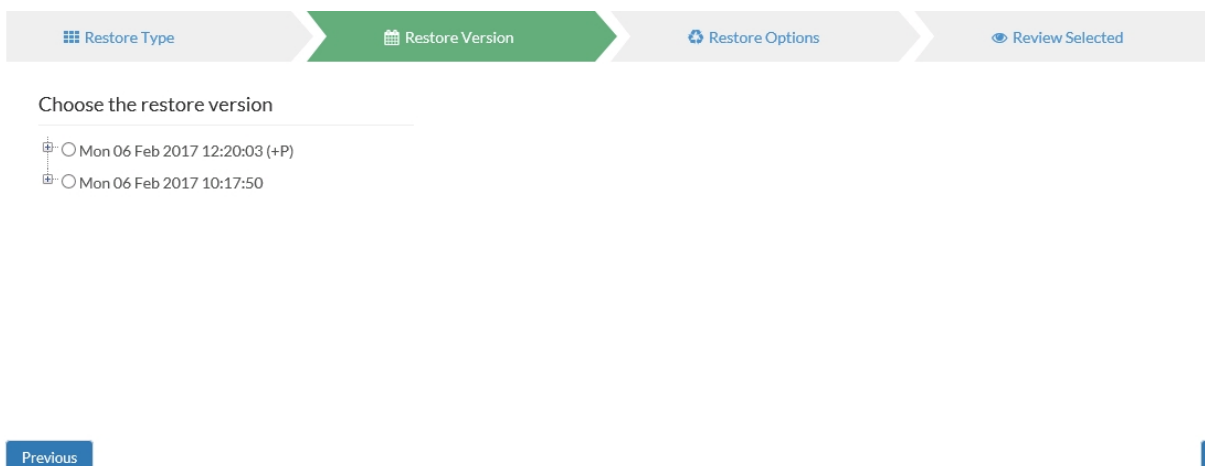 Restore Type
Restore Version
Restore Options
Review Selected
Choose the restore version
Mon 06 Feb 2017 12:20:03 (+P)
Mon 06 Feb 2017 10:17:50
Previous